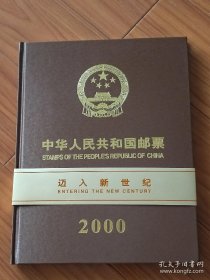 中华人民共和国邮票
STAMPS OF THE PEOPLE'S REPUBLIC OF CHINA
迈入新世纪
ENTERING THE NEW CENTURY
2000